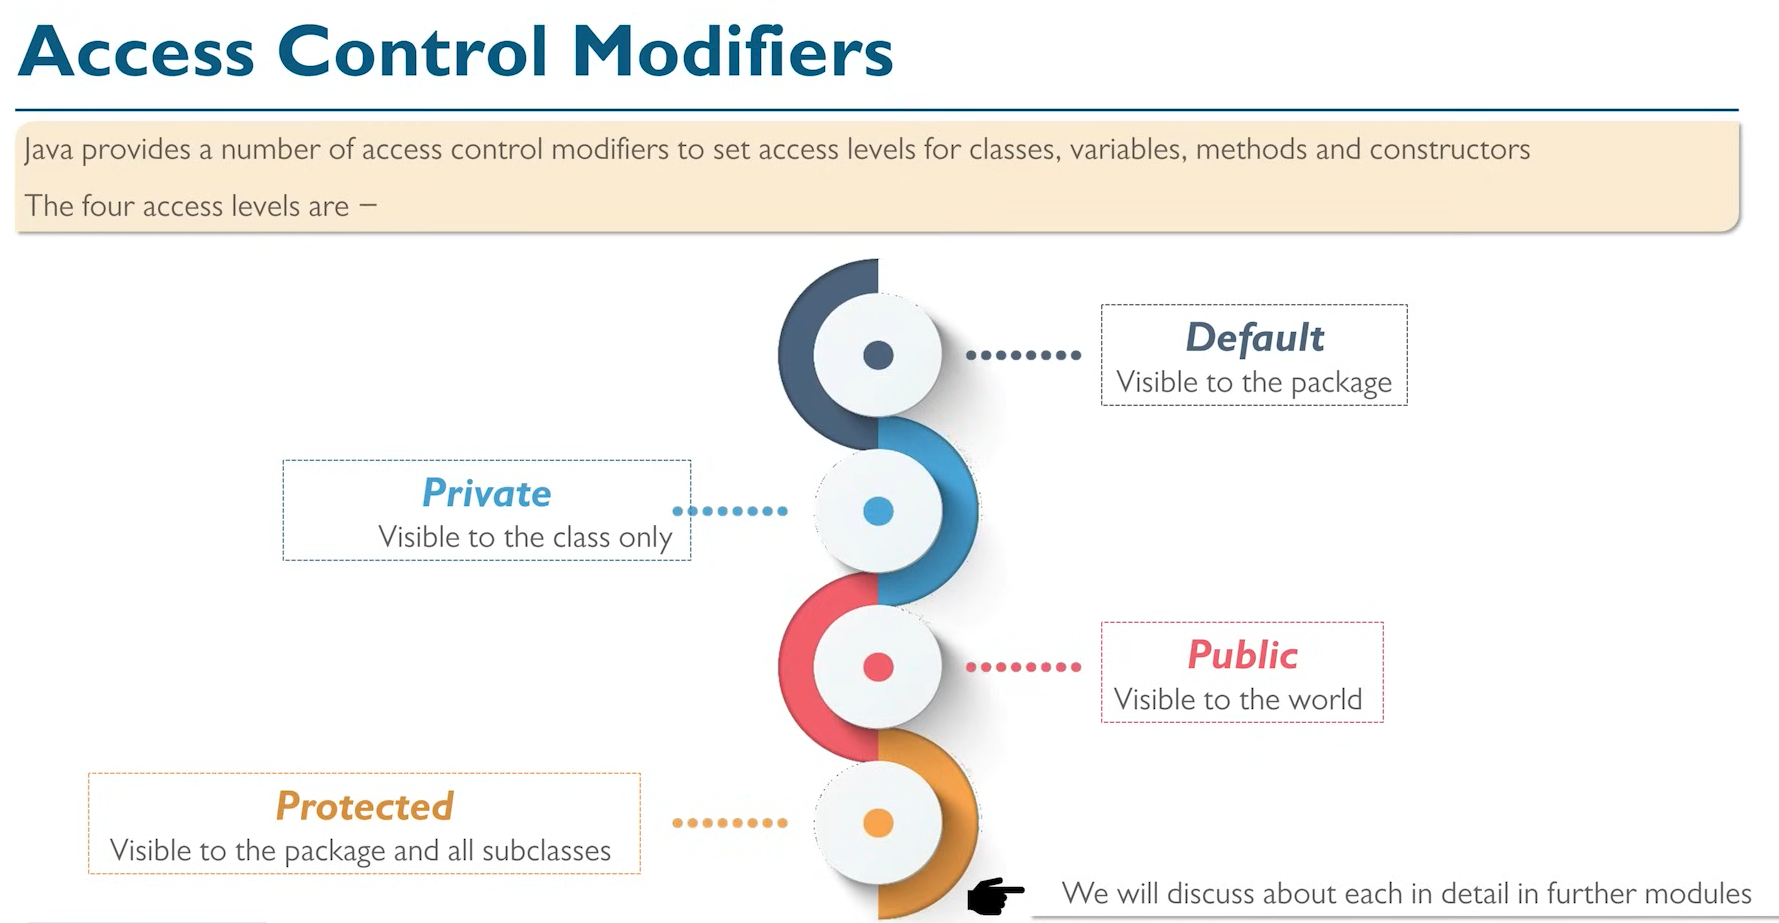 Access Control Modifiers
Java provides a number of access control modifiers to set access levels for classes, variables, methods and constructors
The four access levels are –
Default
Visible to the package
Private
Visible to the class only
Public
Visible to the world
Protected
Visible to the package and all subclasses
We will discuss about each in detail in further modules